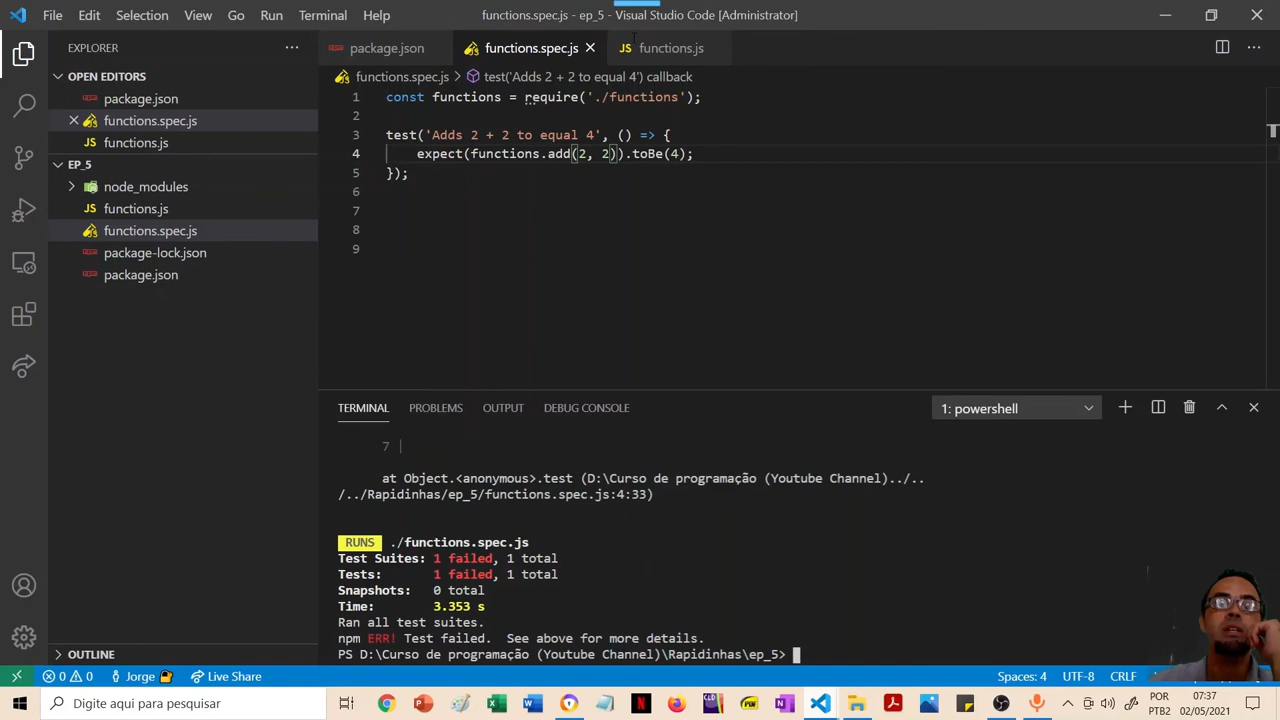 File Edit Selection View Go Run Terminal Help
functions.spec.js - ep_5 - Visual Studio Code [Administrator]
EXPLORER
OPEN EDITORS
package.json
functions.spec.js
functions.js
EP_5
node_modules
functions.js
functions.spec.js
package-lock.json
package.json
OUTLINE
package.json
functions.spec.js
JS functions.js
functions.spec.js > test('Adds 2 + 2 to equal 4') callback
1 const functions = require('./functions');
2
3 test('Adds 2 + 2 to equal 4', () => {
4 expect(functions.add(2, 2)).toBe(4);
5 });
6
7
8
9
TERMINAL PROBLEMS OUTPUT DEBUG CONSOLE
1: powershell
7 |
at Object.<anonymous>.test (D:\Curso de programação (Youtube Channel)../..
/../Rapidinhas/ep_5/functions.spec.js:4:33)
RUNS ./functions.spec.js
Test Suites: 1 failed, 1 total
Tests: 1 failed, 1 total
Snapshots: 0 total
Time: 3.353 s
Ran all test suites.
npm ERR! Test failed. See above for more details.
PS D:\Curso de programação (Youtube Channel)\Rapidinhas\ep_5>
0 0 Jorge Live Share
Spaces: 4 UTF-8 CRLF
Digite aqui para pesquisar
POR
PTB2
07:37
02/05/2021